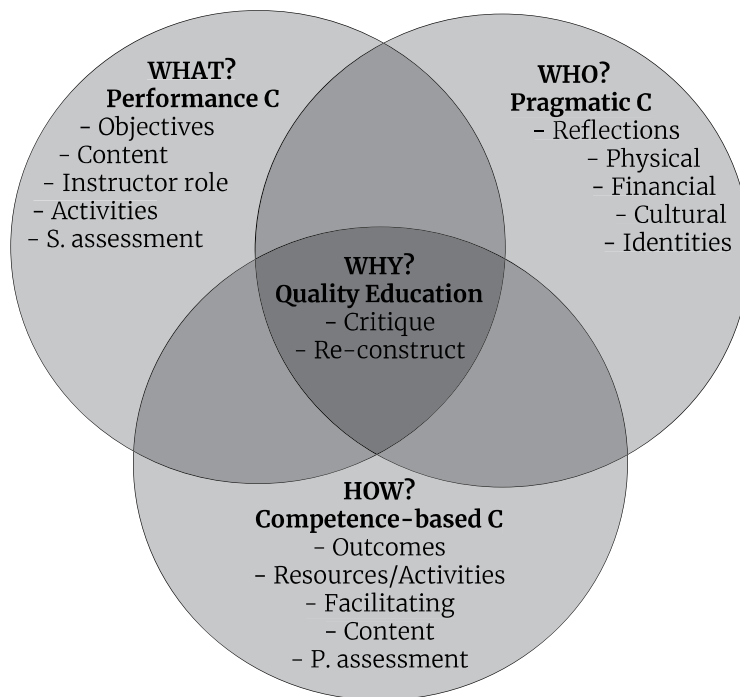 WHAT?
Performance C
- Objectives
- Content
- Instructor role
- Activities
- S. assessment
WHO?
Pragmatic C
- Reflections
- Physical
- Financial
- Cultural
- Identities
WHY?
Quality Education
- Critique
- Re-construct
HOW?
Competence-based C
- Outcomes
- Resources/Activities
- Facilitating
- Content
- P. assessment